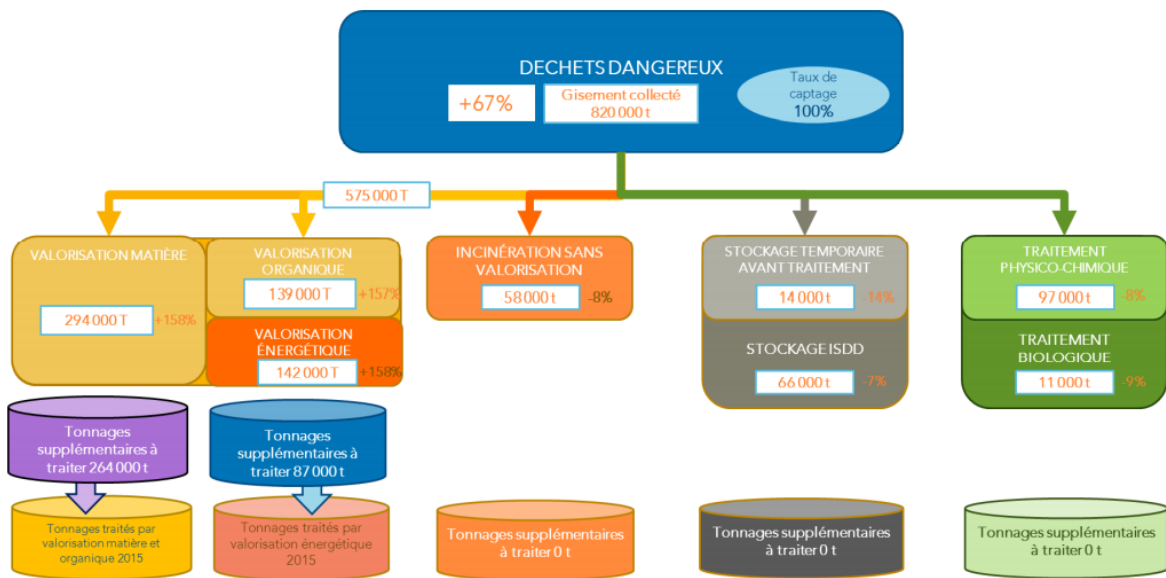 DECHETS DANGEREUX
+67%
Gisement collecté
820 000 t
Taux de
captage
100%
575 000 T
VALORISATION MATIÈRE
294 000 T
+158%
VALORISATION
ORGANIQUE
139 000 T
+157%
VALORISATION
ÉNERGÉTIQUE
142 000 T
+158%
INCINÉRATION SANS
VALORISATION
58 000 t
-8%
STOCKAGE TEMPORAIRE
AVANT TRAITEMENT
14 000 t
-14%
STOCKAGE ISDD
66 000 t
-7%
TRAITEMENT
PHYSICO-CHIMIQUE
97 000 t
-8%
TRAITEMENT
BIOLOGIQUE
11 000 t
-9%
Tonnages
supplémentaires à
traiter 264 000 t
Tonnages
supplémentaires à
traiter 87 000 t
Tonnages traités par
valorisation matière et
organique 2015
Tonnages traités par
valorisation énergétique
2015
Tonnages supplémentaires
à traiter 0 t
Tonnages supplémentaires
à traiter 0 t
Tonnages supplémentaires
à traiter 0 t